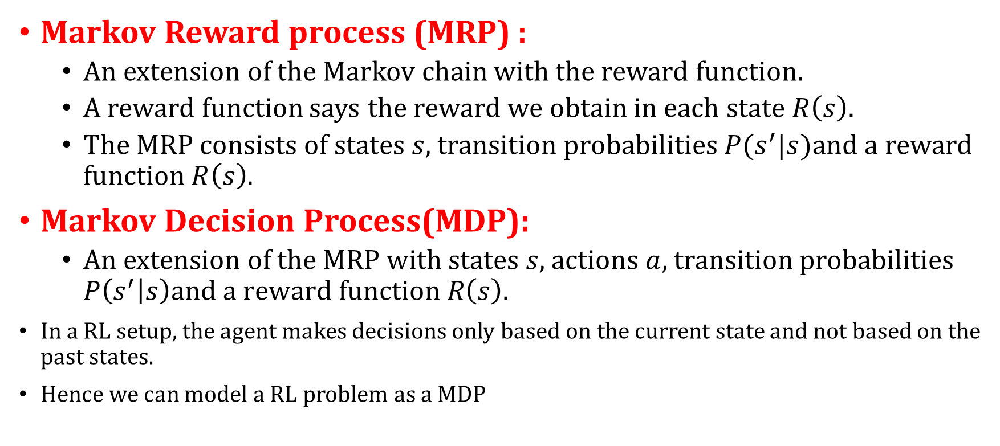 • Markov Reward process (MRP) :
• An extension of the Markov chain with the reward function.
• A reward function says the reward we obtain in each state R(s).
• The MRP consists of states s, transition probabilities P(s′|s)and a reward
function R(s).
• Markov Decision Process(MDP):
• An extension of the MRP with states s, actions a, transition probabilities
P(s′|s)and a reward function R(s).
• In a RL setup, the agent makes decisions only based on the current state and not based on the
past states.
• Hence we can model a RL problem as a MDP